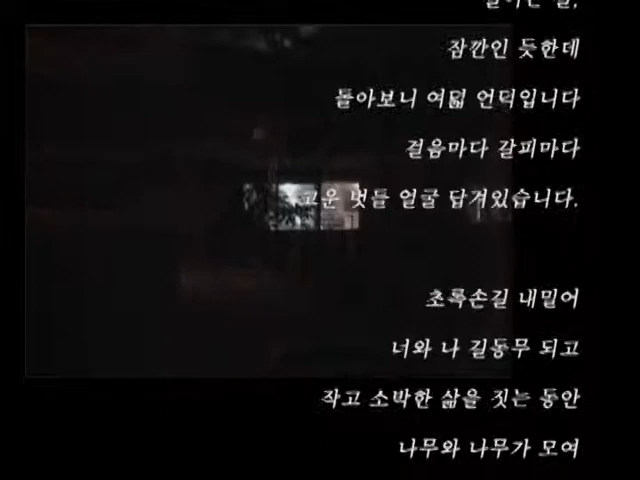 잠깐인 듯한데
돌아보니 여덟 언덕입니다
걸음마다 갈피마다
고운 벗들 얼굴 담겨있습니다.
초록손길 내밀어
너와 나 길동무 되고
작고 소박한 삶을 짓는 동안
나무와 나무가 모여